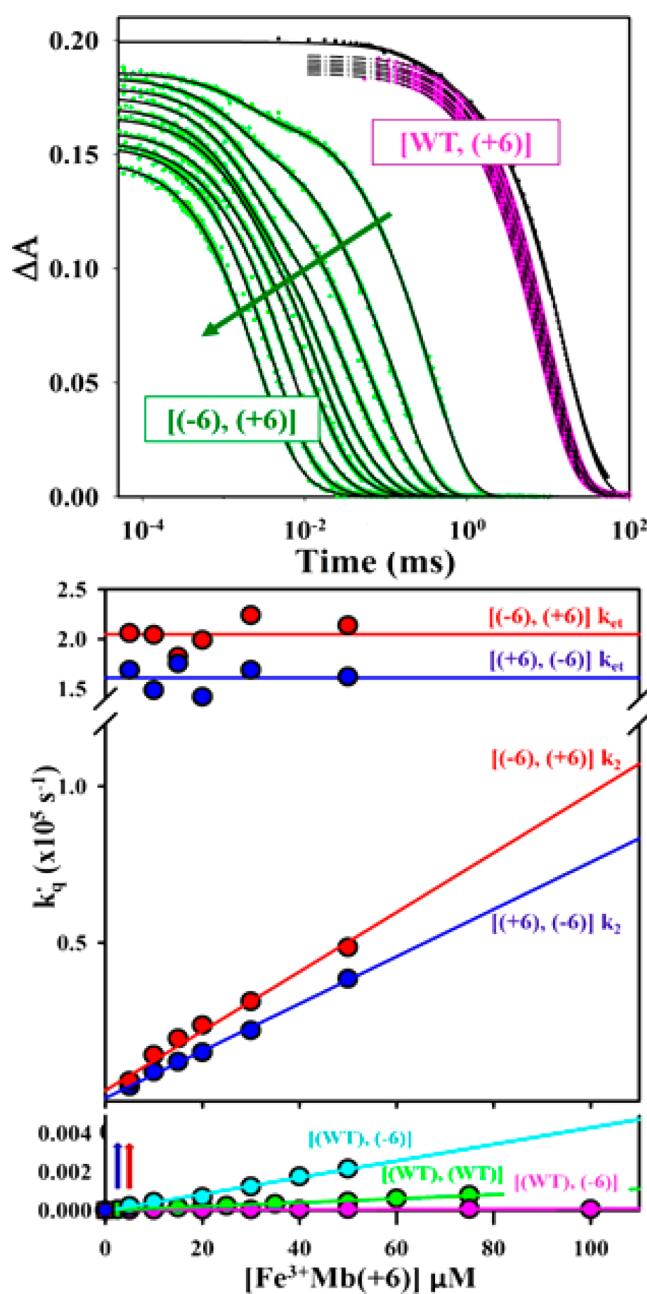 0.20
0.15
0.10
0.05
0.00
ΔA
[WT, (+6)]
[(-6), (+6)]
10⁻⁴
10⁻²
10⁰
10²
Time (ms)
2.5
2.0
1.5
1.0
0.5
0.004
0.002
0.000
k'q (x10⁵ s⁻¹)
[(-6), (+6)] kₑₜ
[(+6), (-6)] kₑₜ
[(-6), (+6)] k₂
[(+6), (-6)] k₂
[(WT), (-6)]
[(WT), (WT)]
[(WT), (-6)]
0
20
40
60
80
100
[Fe³⁺Mb(+6)] μM